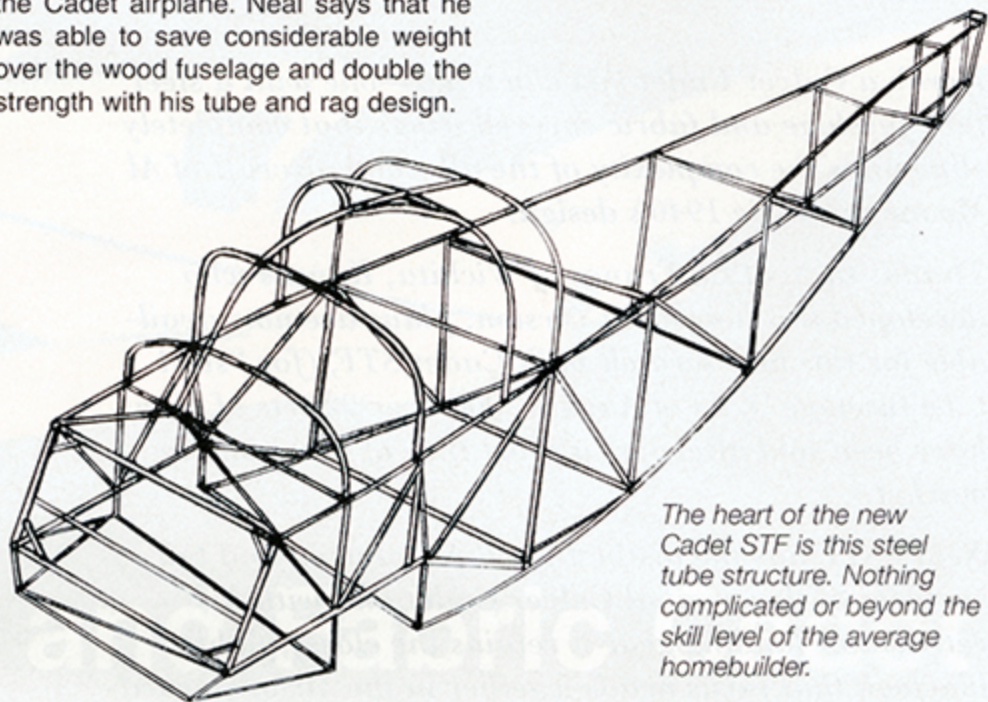 the Cadet airplane. Neal says that he
was able to save considerable weight
over the wood fuselage and double the
strength with his tube and rag design.
The heart of the new
Cadet STF is this steel
tube structure. Nothing
complicated or beyond the
skill level of the average
homebuilder.